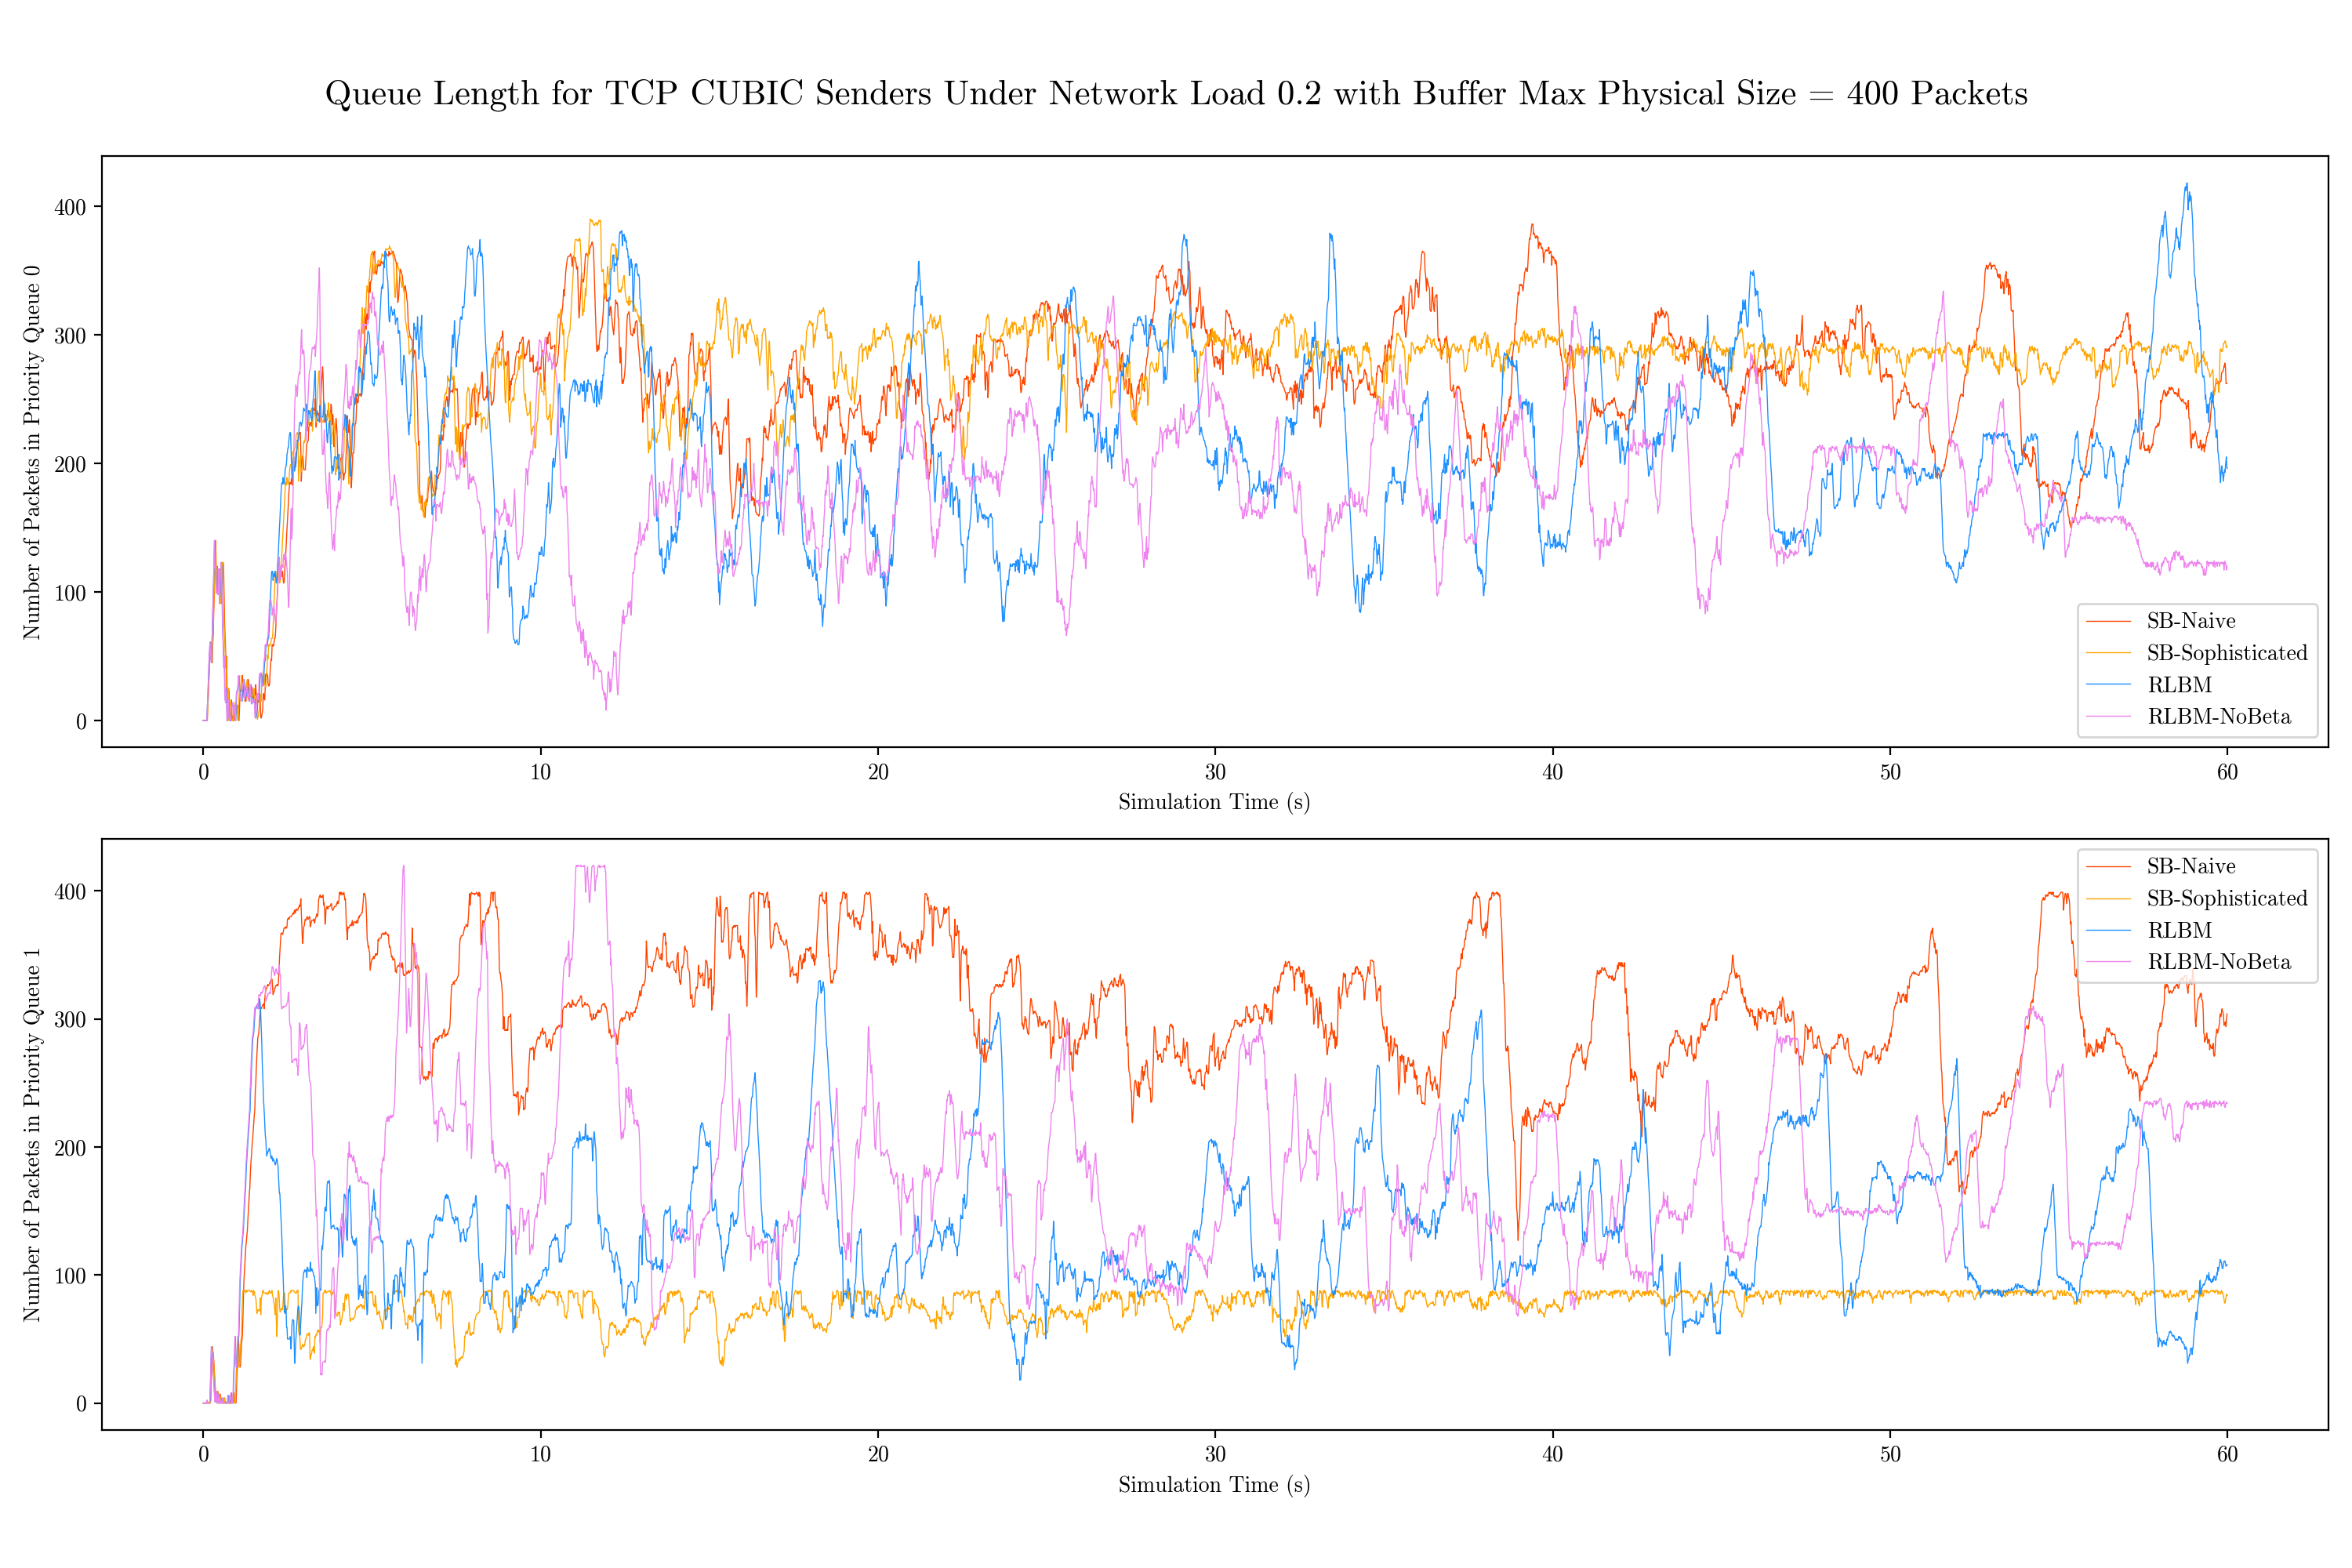 Queue Length for TCP CUBIC Senders Under Network Load 0.2 with Buffer Max Physical Size = 400 Packets
Number of Packets in Priority Queue 0
400
300
200
100
0
SB-Naive
SB-Sophisticated
RLBM
RLBM-NoBeta
0 10 20 30 40 50 60
Simulation Time (s)
Number of Packets in Priority Queue 1
400
300
200
100
0
SB-Naive
SB-Sophisticated
RLBM
RLBM-NoBeta
0 10 20 30 40 50 60
Simulation Time (s)